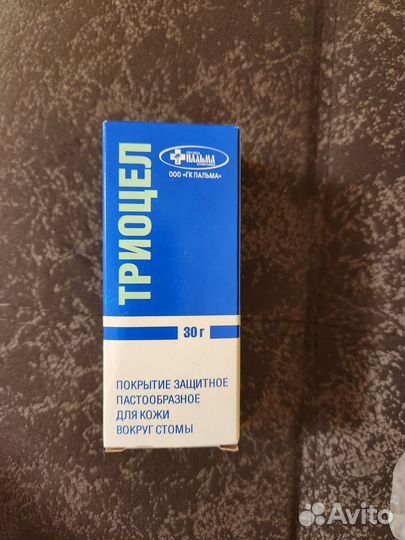 ПАЛЬМА
ООО «ГК ПАЛЬМА»
ТРИОЦЕЛ
30 г
ПОКРЫТИЕ ЗАЩИТНОЕ
ПАСТООБРАЗНОЕ
ДЛЯ КОЖИ
ВОКРУГ СТОМЫ
Avito